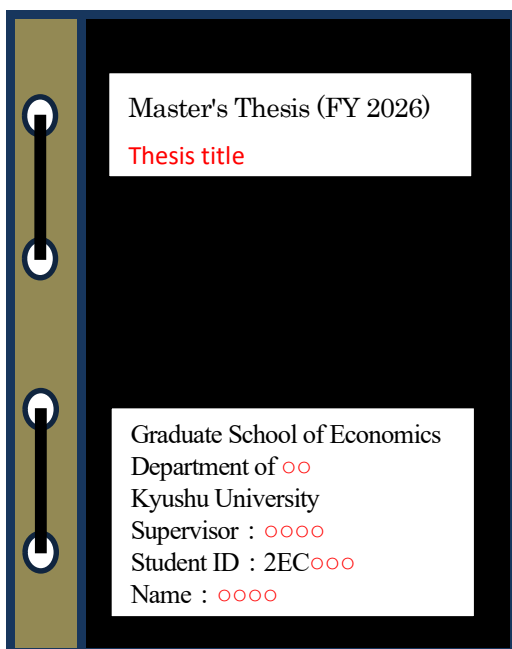 Master's Thesis (FY 2026)
Thesis title
Graduate School of Economics
Department of ○○
Kyushu University
Supervisor：○○○○
Student ID：2EC○○○
Name：○○○○